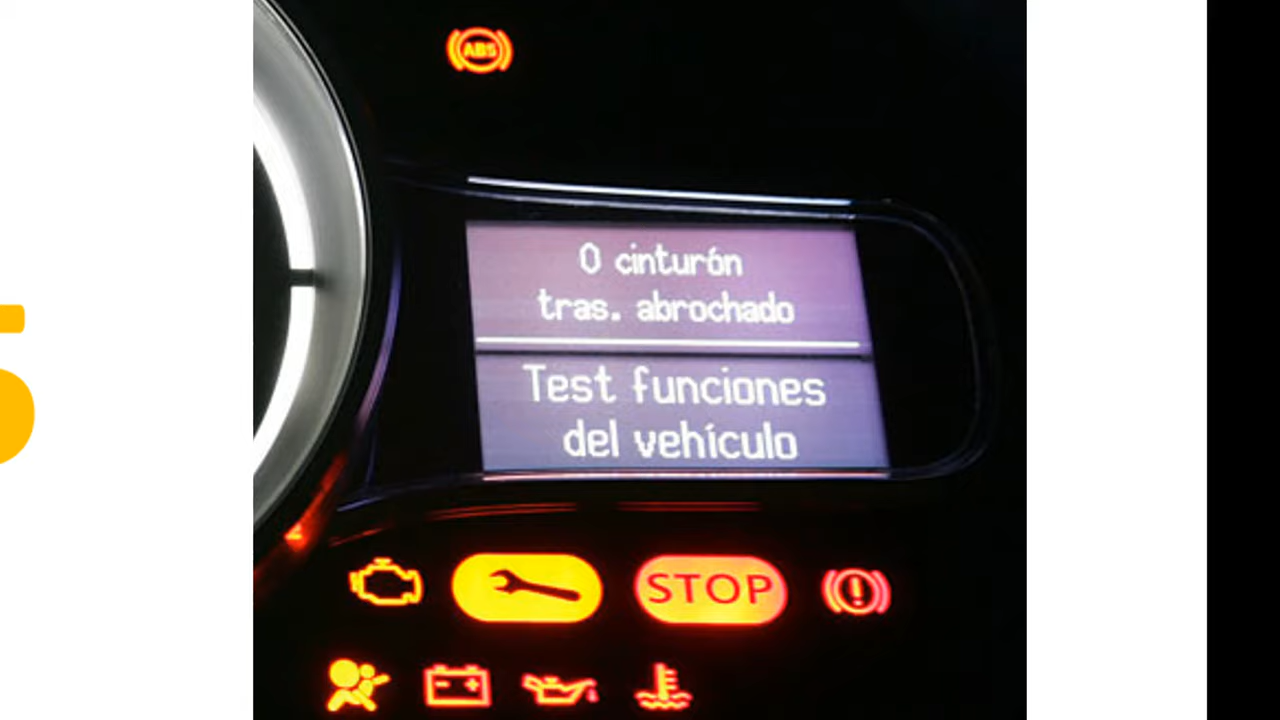 ABS
0 cinturón
tras. abrochado
Test funciones
del vehículo
STOP